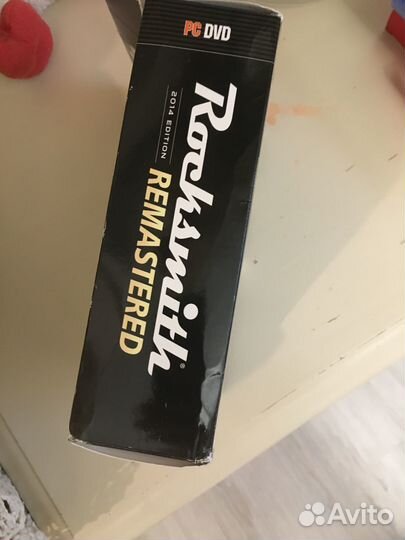 PC DVD
Rocksmith®
2014 EDITION
REMASTERED
Avito